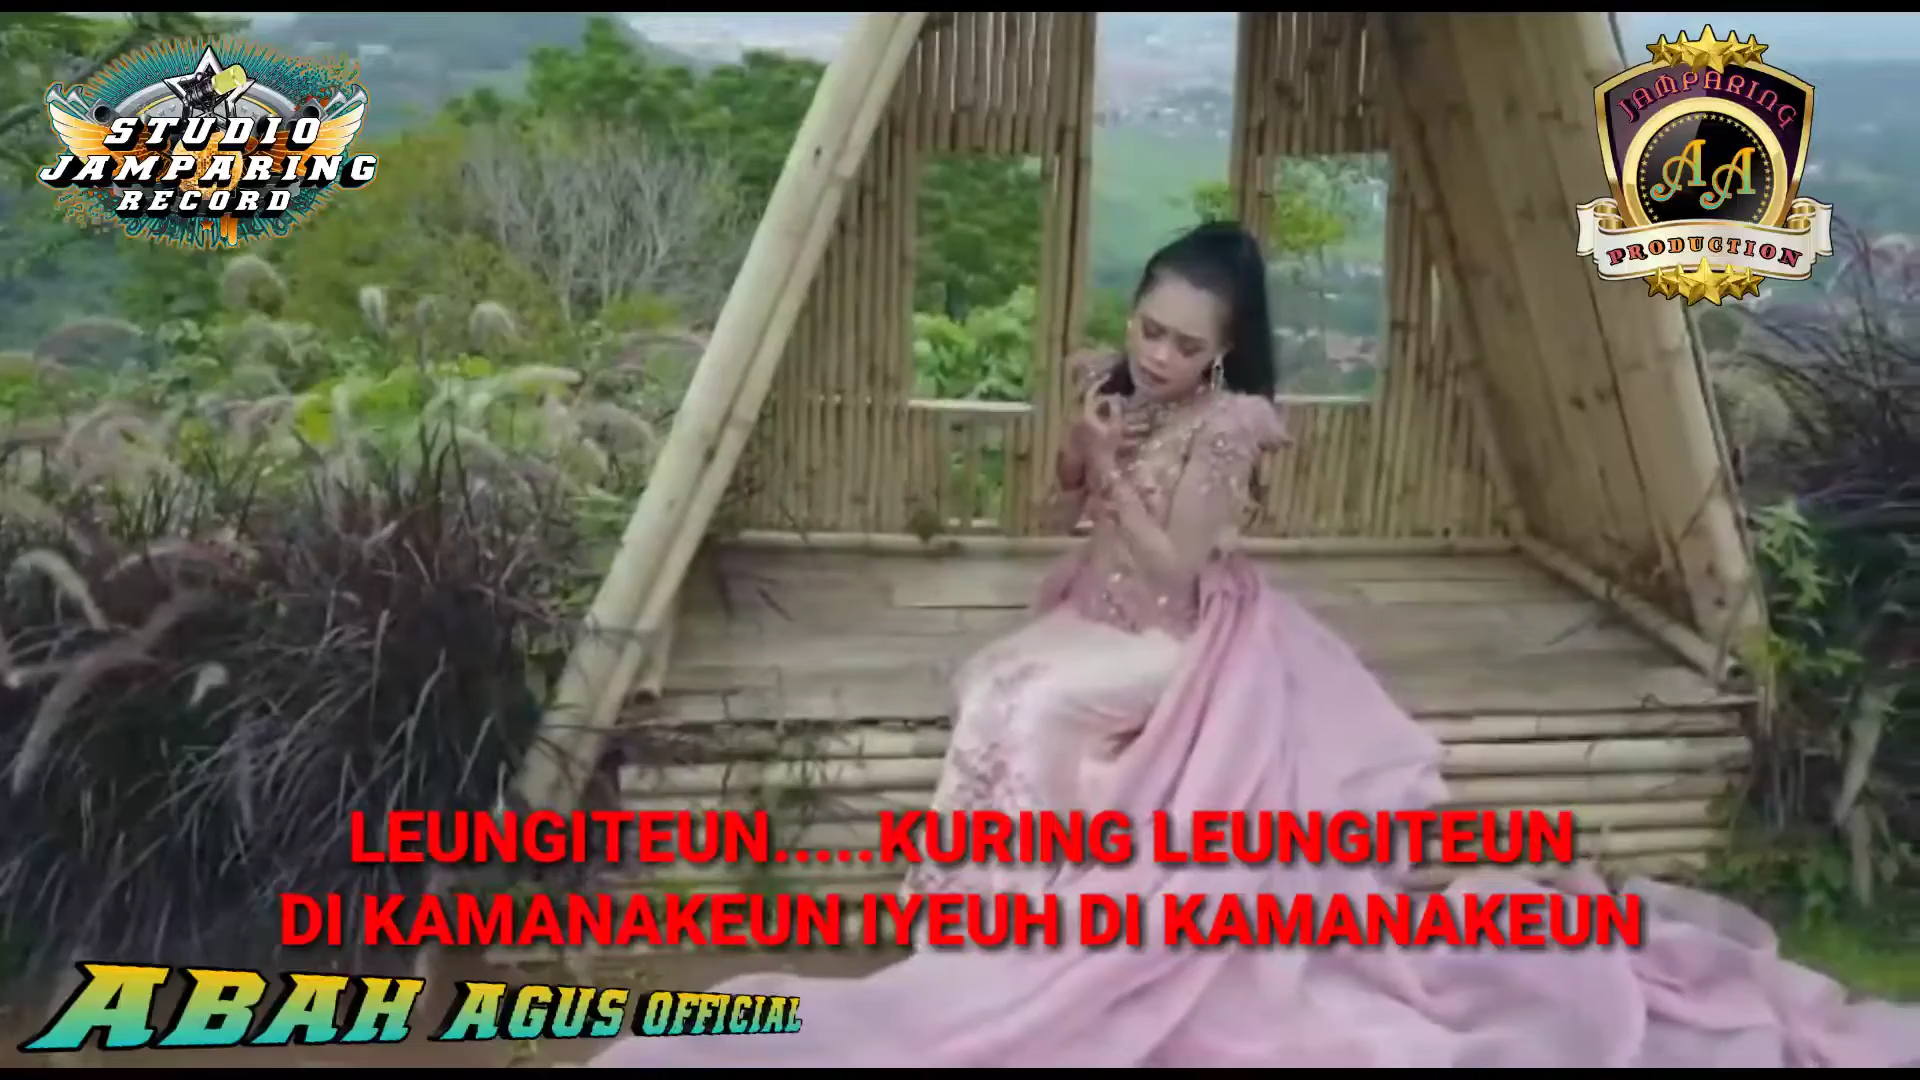 STUDIO
JAMPARING
RECORD
JAMPARING
AA
PRODUCTION
LEUNGITEUN.....KURING LEUNGITEUN
DI KAMANAKEUN IYEUH DI KAMANAKEUN
ABAH AGUS OFFICIAL